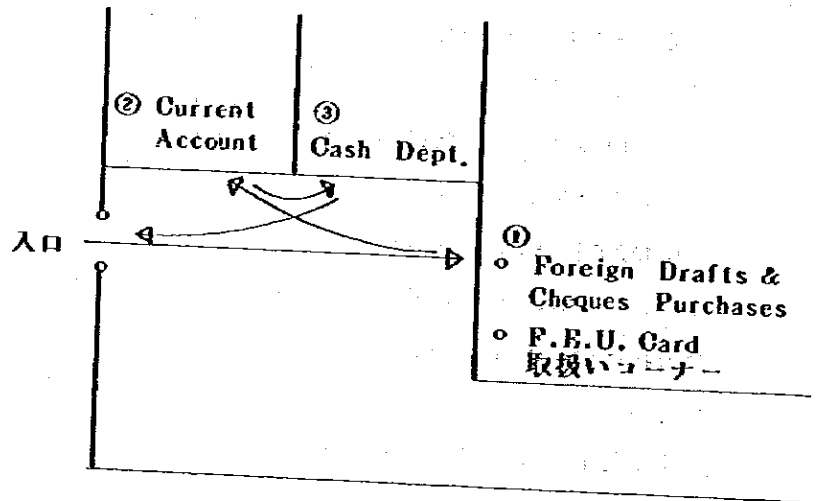 ② Current
Account
③
Cash Dept.
入口
①
o Foreign Drafts &
Cheques Purchases
o F.E.U. Card
取扱いコーナー